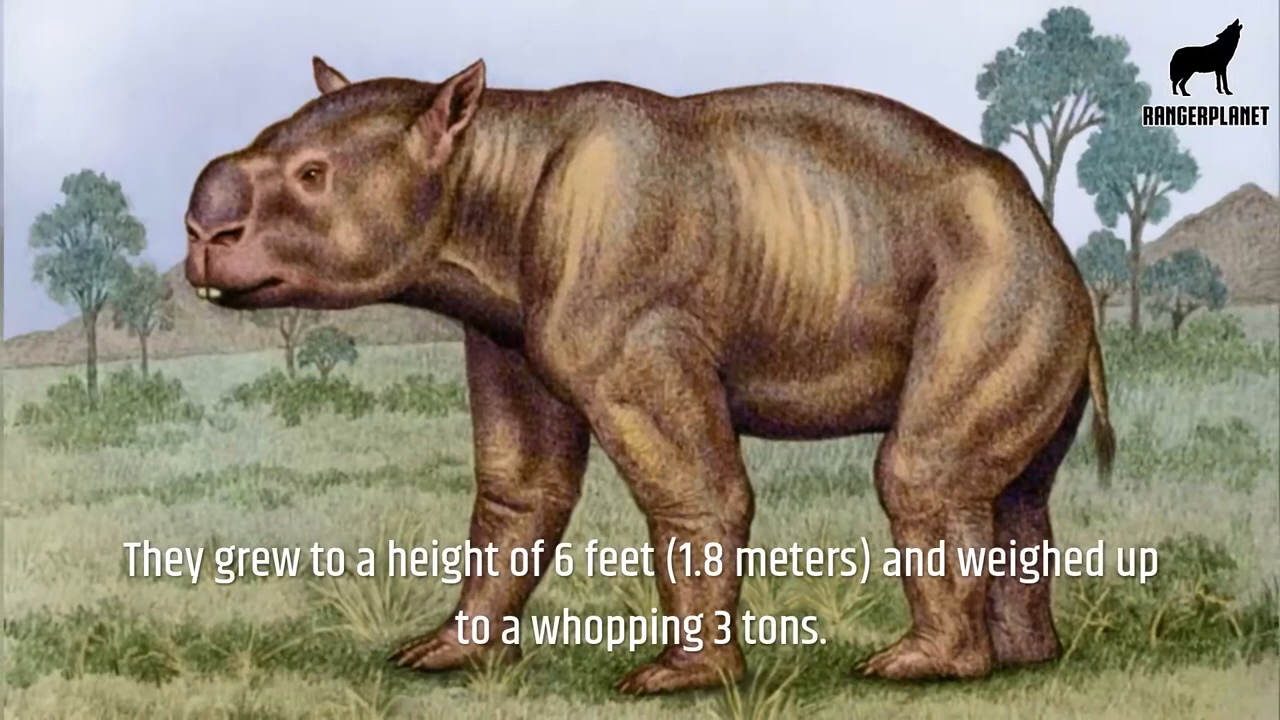 RANGERPLANET
They grew to a height of 6 feet (1.8 meters) and weighed up
to a whopping 3 tons.